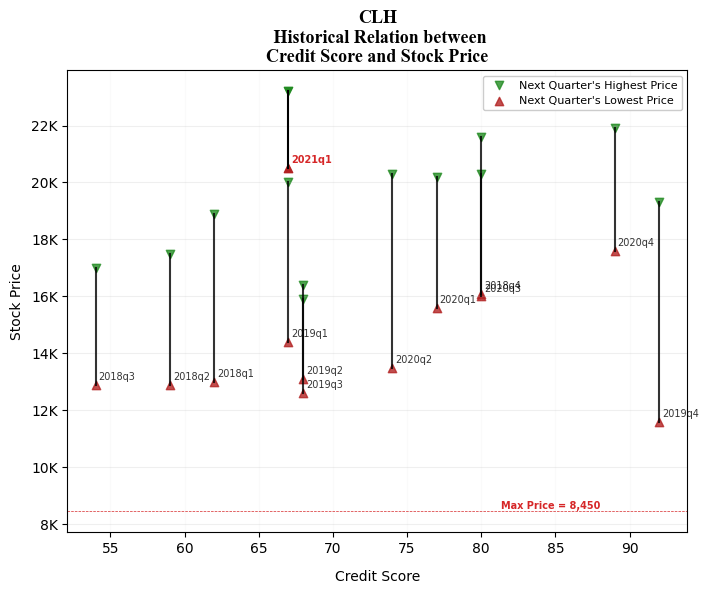 CLH
Historical Relation between
Credit Score and Stock Price
Next Quarter's Highest Price
Next Quarter's Lowest Price
22K
20K
18K
16K
14K
12K
10K
8K
Stock Price
2021q1
2020q4
2018q4
2020q3
2020q1
2019q1
2020q2
2019q2
2018q1
2018q3
2018q2
2019q3
2019q4
Max Price = 8,450
55 60 65 70 75 80 85 90
Credit Score